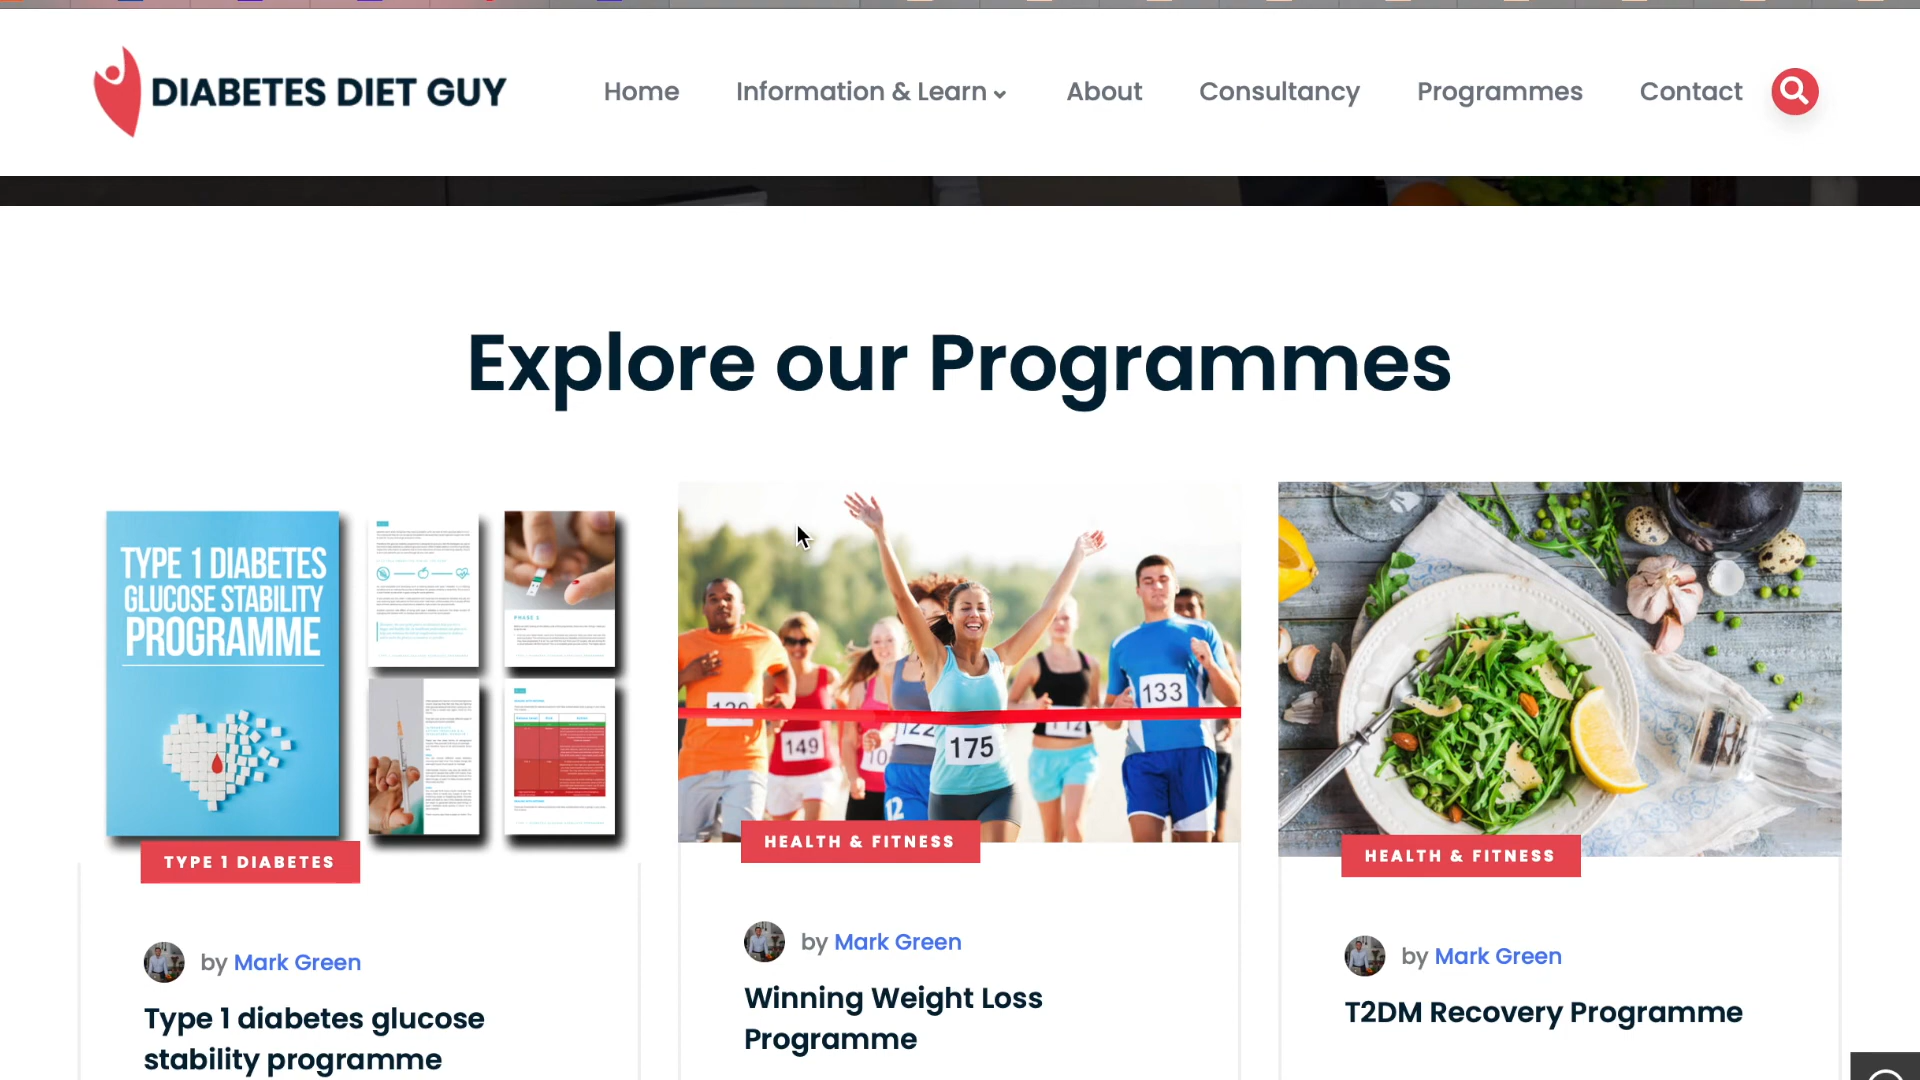 DIABETES DIET GUY
Home
Information & Learn
About
Consultancy
Programmes
Contact
Explore our Programmes
TYPE 1 DIABETES
GLUCOSE STABILITY
PROGRAMME
PHASE 2
149
175
133
TYPE 1 DIABETES
HEALTH & FITNESS
HEALTH & FITNESS
by Mark Green
by Mark Green
by Mark Green
Type 1 diabetes glucose
stability programme
Winning Weight Loss
Programme
T2DM Recovery Programme